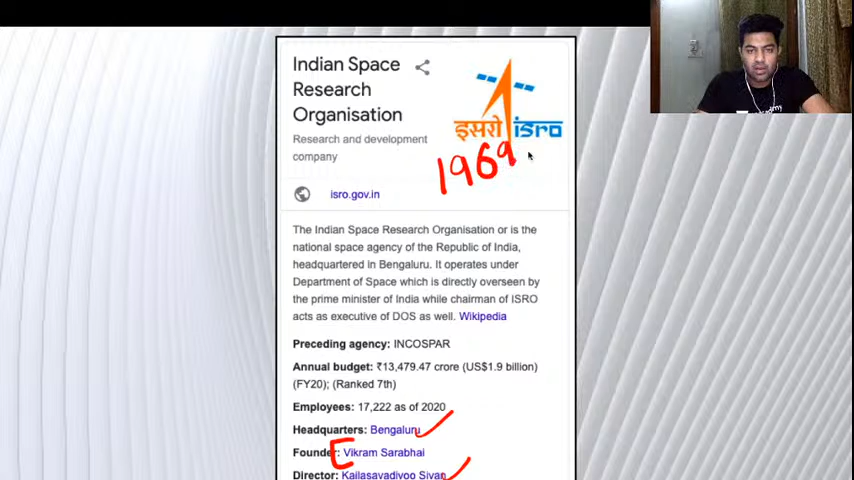 Indian Space
Research
Organisation
Research and development
company
इसरो isro
1969
isro.gov.in
The Indian Space Research Organisation or is the
national space agency of the Republic of India,
headquartered in Bengaluru. It operates under
Department of Space which is directly overseen by
the prime minister of India while chairman of ISRO
acts as executive of DOS as well. Wikipedia
Preceding agency: INCOSPAR
Annual budget: ₹13,479.47 crore (US$1.9 billion)
(FY20); (Ranked 7th)
Employees: 17,222 as of 2020
Headquarters: Bengaluru
Founder: Vikram Sarabhai
Director: Kailasavadivoo Sivan